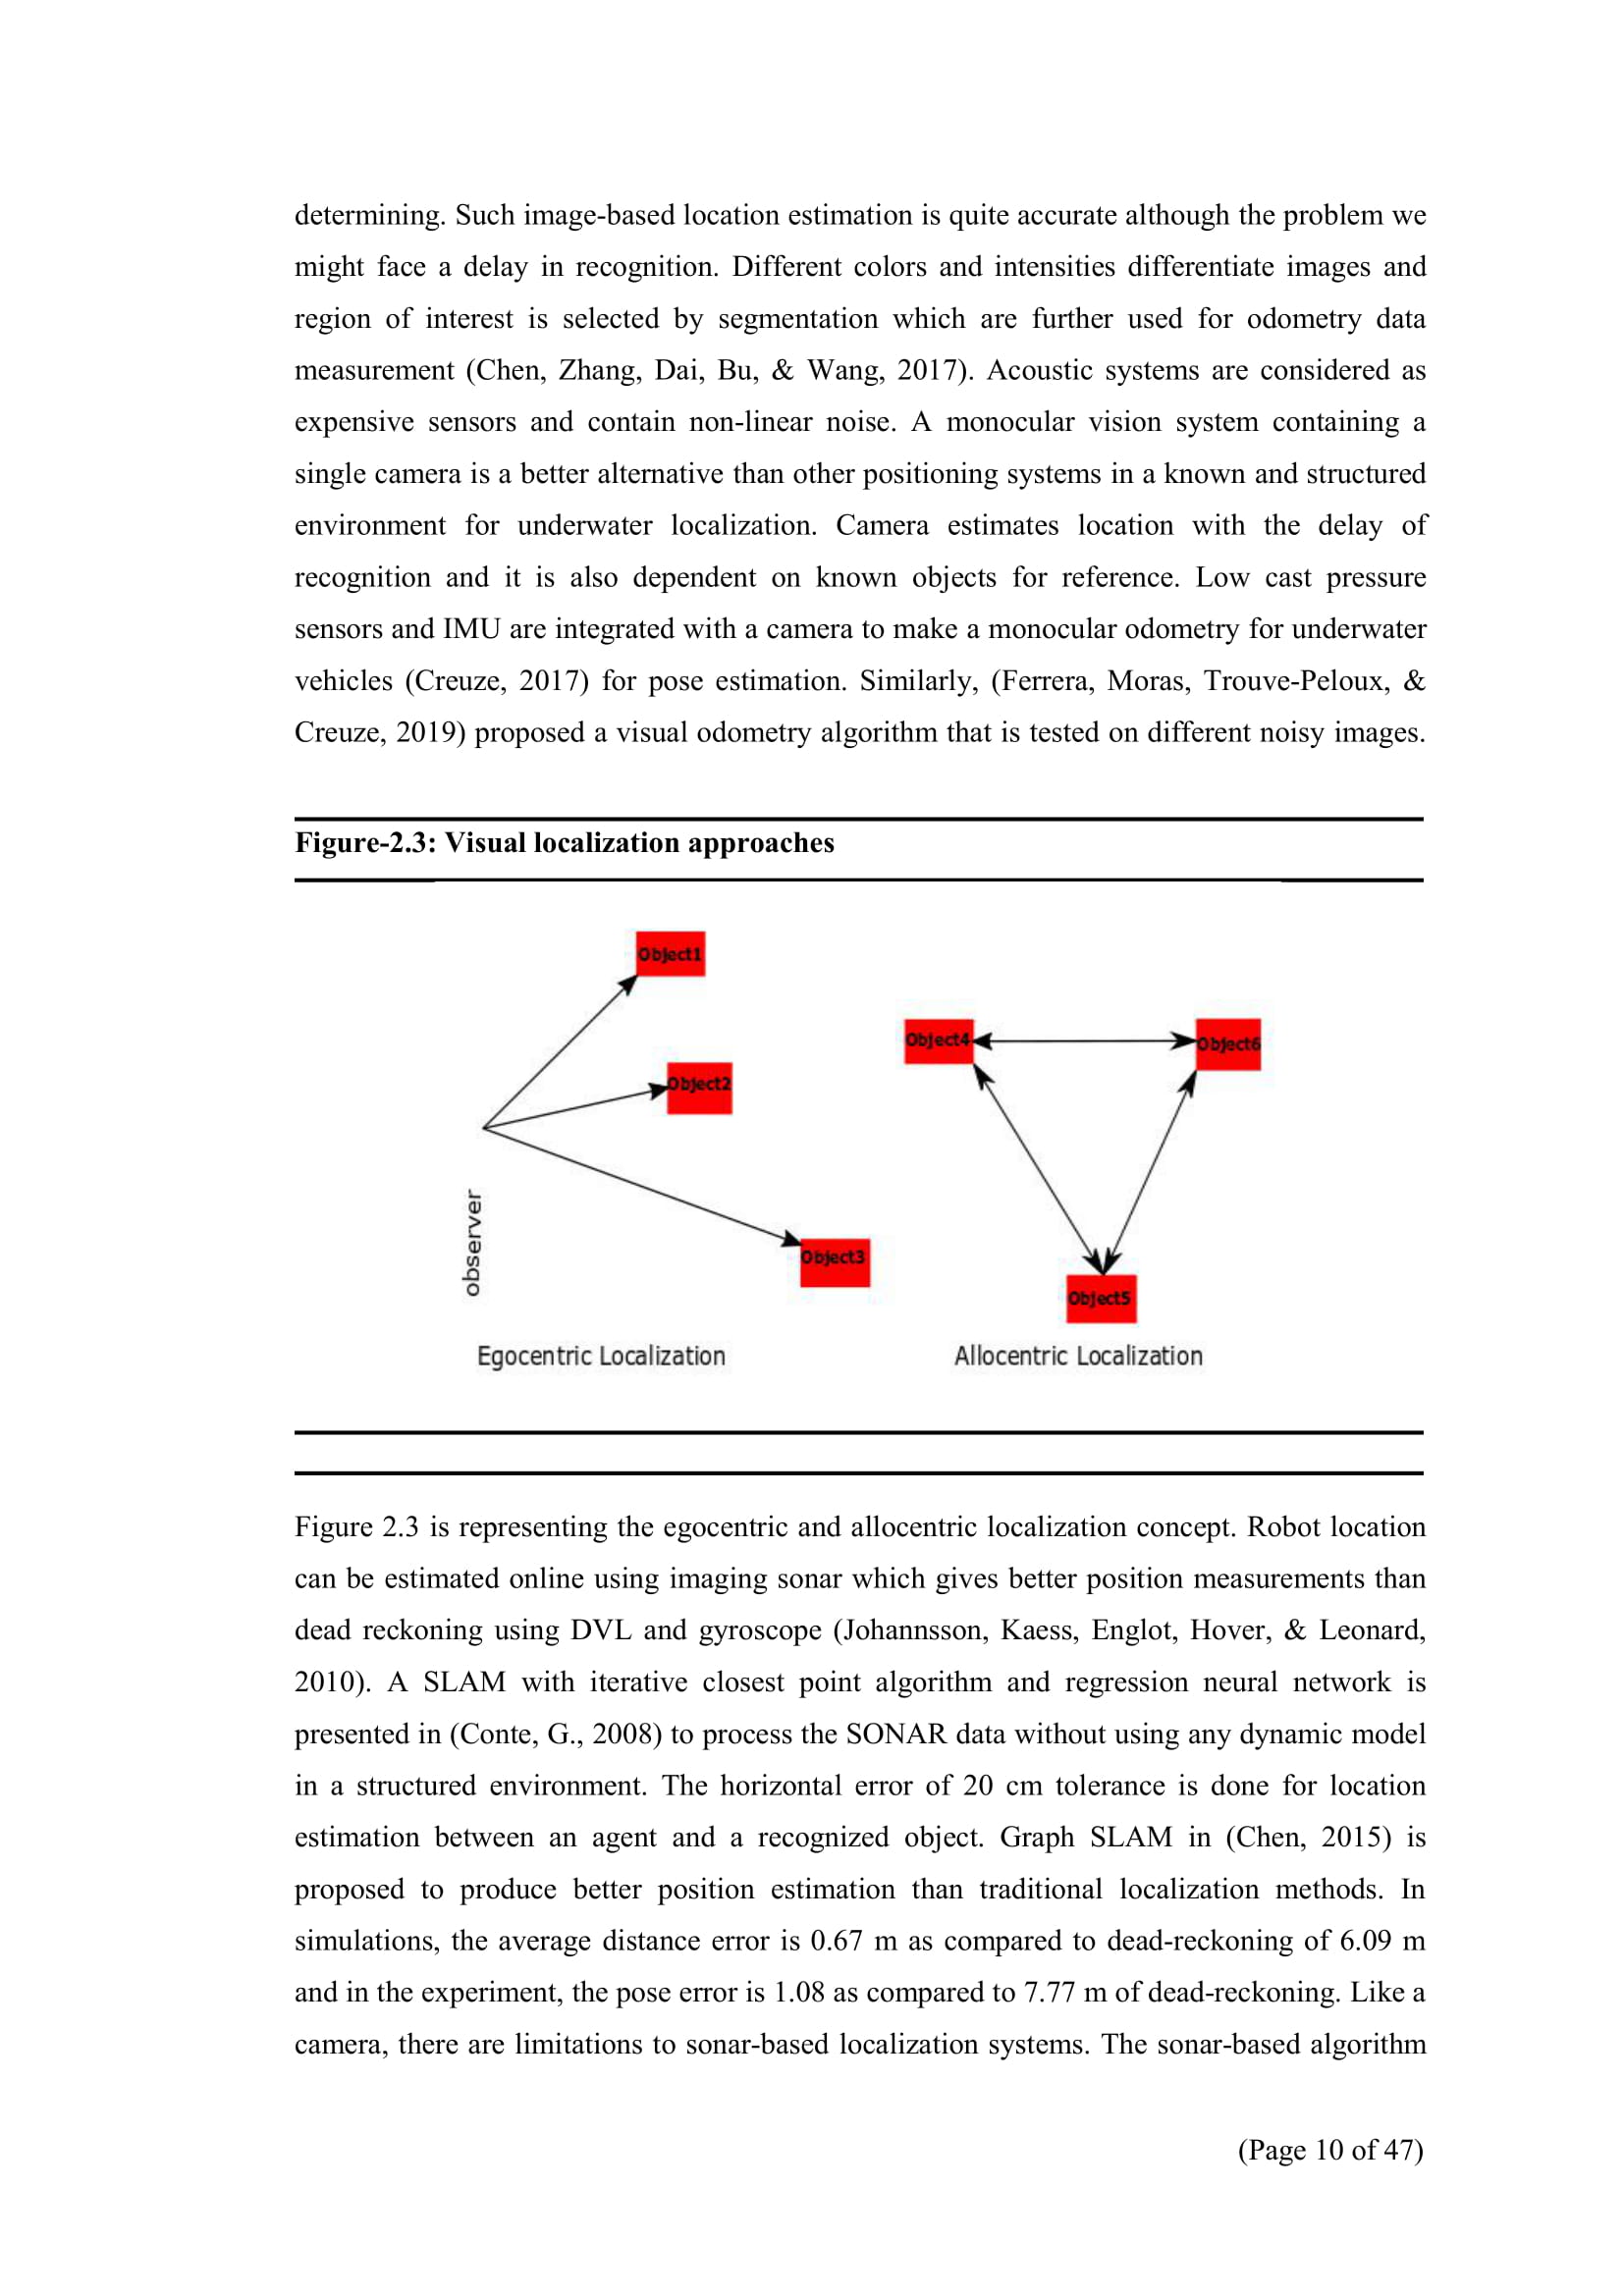 determining. Such image-based location estimation is quite accurate although the problem we
might face a delay in recognition. Different colors and intensities differentiate images and
region of interest is selected by segmentation which are further used for odometry data
measurement (Chen, Zhang, Dai, Bu, & Wang, 2017). Acoustic systems are considered as
expensive sensors and contain non-linear noise. A monocular vision system containing a
single camera is a better alternative than other positioning systems in a known and structured
environment for underwater localization. Camera estimates location with the delay of
recognition and it is also dependent on known objects for reference. Low cast pressure
sensors and IMU are integrated with a camera to make a monocular odometry for underwater
vehicles (Creuze, 2017) for pose estimation. Similarly, (Ferrera, Moras, Trouve-Peloux, &
Creuze, 2019) proposed a visual odometry algorithm that is tested on different noisy images.
Figure-2.3: Visual localization approaches
Object1
Object2
Object3
observer
Egocentric Localization
Object4
Object6
Object5
Allocentric Localization
Figure 2.3 is representing the egocentric and allocentric localization concept. Robot location
can be estimated online using imaging sonar which gives better position measurements than
dead reckoning using DVL and gyroscope (Johannsson, Kaess, Englot, Hover, & Leonard,
2010). A SLAM with iterative closest point algorithm and regression neural network is
presented in (Conte, G., 2008) to process the SONAR data without using any dynamic model
in a structured environment. The horizontal error of 20 cm tolerance is done for location
estimation between an agent and a recognized object. Graph SLAM in (Chen, 2015) is
proposed to produce better position estimation than traditional localization methods. In
simulations, the average distance error is 0.67 m as compared to dead-reckoning of 6.09 m
and in the experiment, the pose error is 1.08 as compared to 7.77 m of dead-reckoning. Like a
camera, there are limitations to sonar-based localization systems. The sonar-based algorithm
(Page 10 of 47)